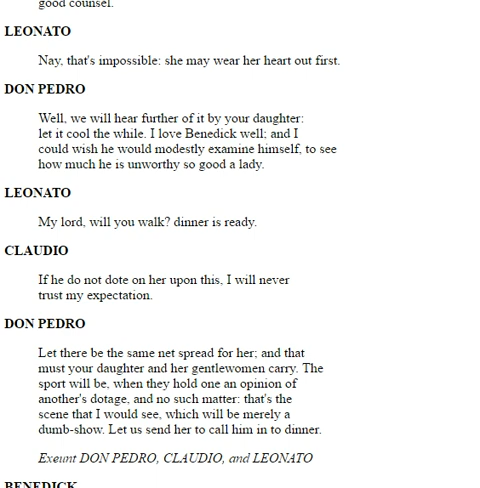 good counsel.
LEONATO
Nay, that's impossible: she may wear her heart out first.
DON PEDRO
Well, we will hear further of it by your daughter:
let it cool the while. I love Benedick well; and I
could wish he would modestly examine himself, to see
how much he is unworthy so good a lady.
LEONATO
My lord, will you walk? dinner is ready.
CLAUDIO
If he do not dote on her upon this, I will never
trust my expectation.
DON PEDRO
Let there be the same net spread for her; and that
must your daughter and her gentlewomen carry. The
sport will be, when they hold one an opinion of
another's dotage, and no such matter: that's the
scene that I would see, which will be merely a
dumb-show. Let us send her to call him in to dinner.
Exeunt DON PEDRO, CLAUDIO, and LEONATO
BENEDICK